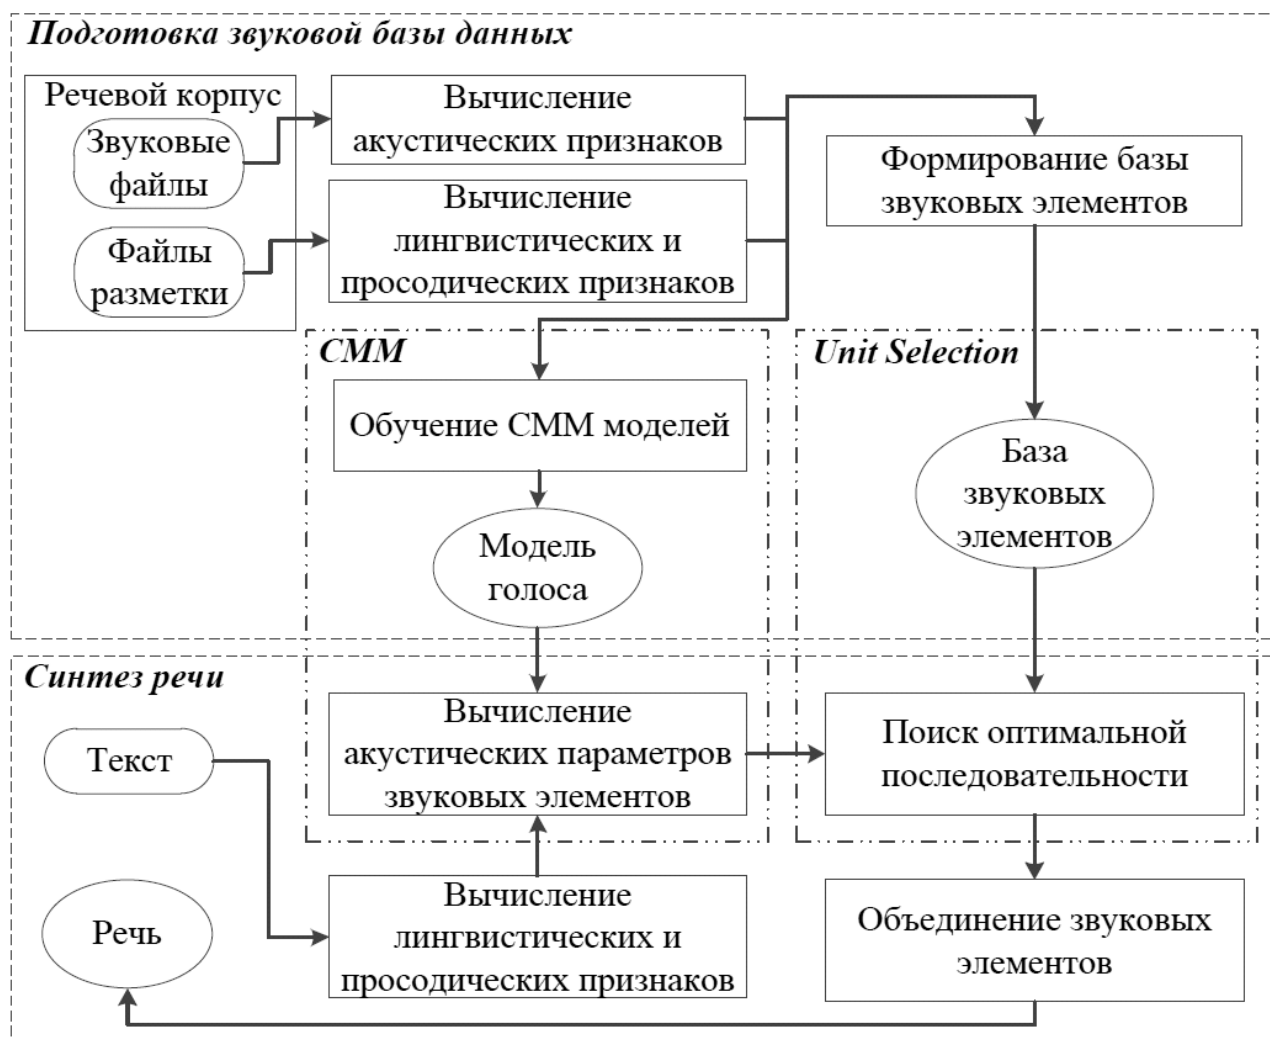 Подготовка звуковой базы данных
Речевой корпус
Звуковые
файлы
Файлы
разметки
Вычисление
акустических признаков
Вычисление
лингвистических и
просодических признаков
Формирование базы
звуковых элементов
СММ
Обучение СММ моделей
Модель
голоса
Unit Selection
База
звуковых
элементов
Синтез речи
Текст
Речь
Вычисление
акустических параметров
звуковых элементов
Вычисление
лингвистических и
просодических признаков
Поиск оптимальной
последовательности
Объединение звуковых
элементов